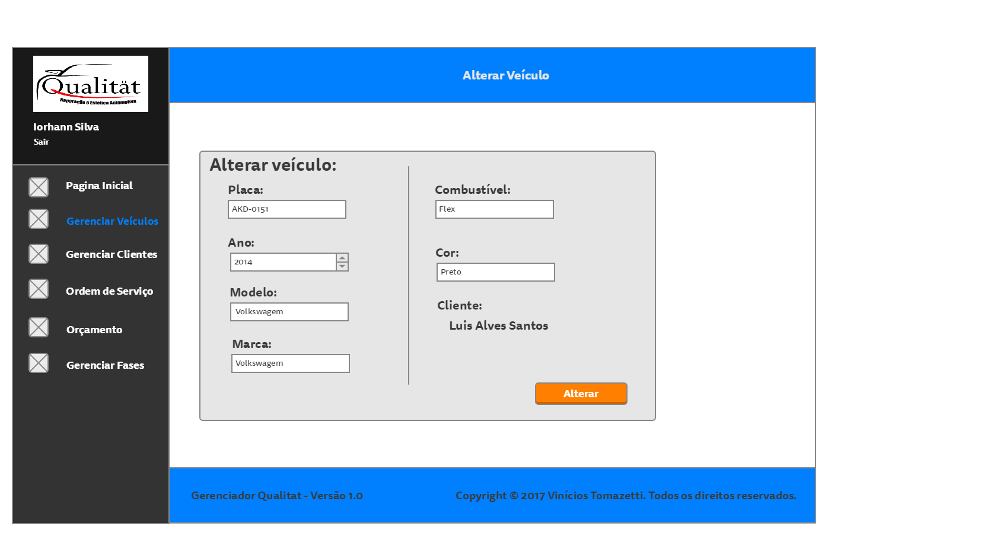 Qualität
Reparação e Estética Automotiva
Iorhann Silva
Sair
Pagina Inicial
Gerenciar Veículos
Gerenciar Clientes
Ordem de Serviço
Orçamento
Gerenciar Fases
Alterar Veículo
Alterar veículo:
Placa:
AKD-0151
Ano:
2014
Modelo:
Volkswagem
Marca:
Volkswagem
Combustível:
Flex
Cor:
Preto
Cliente:
Luis Alves Santos
Alterar
Gerenciador Qualitat - Versão 1.0
Copyright © 2017 Vinícios Tomazetti. Todos os direitos reservados.